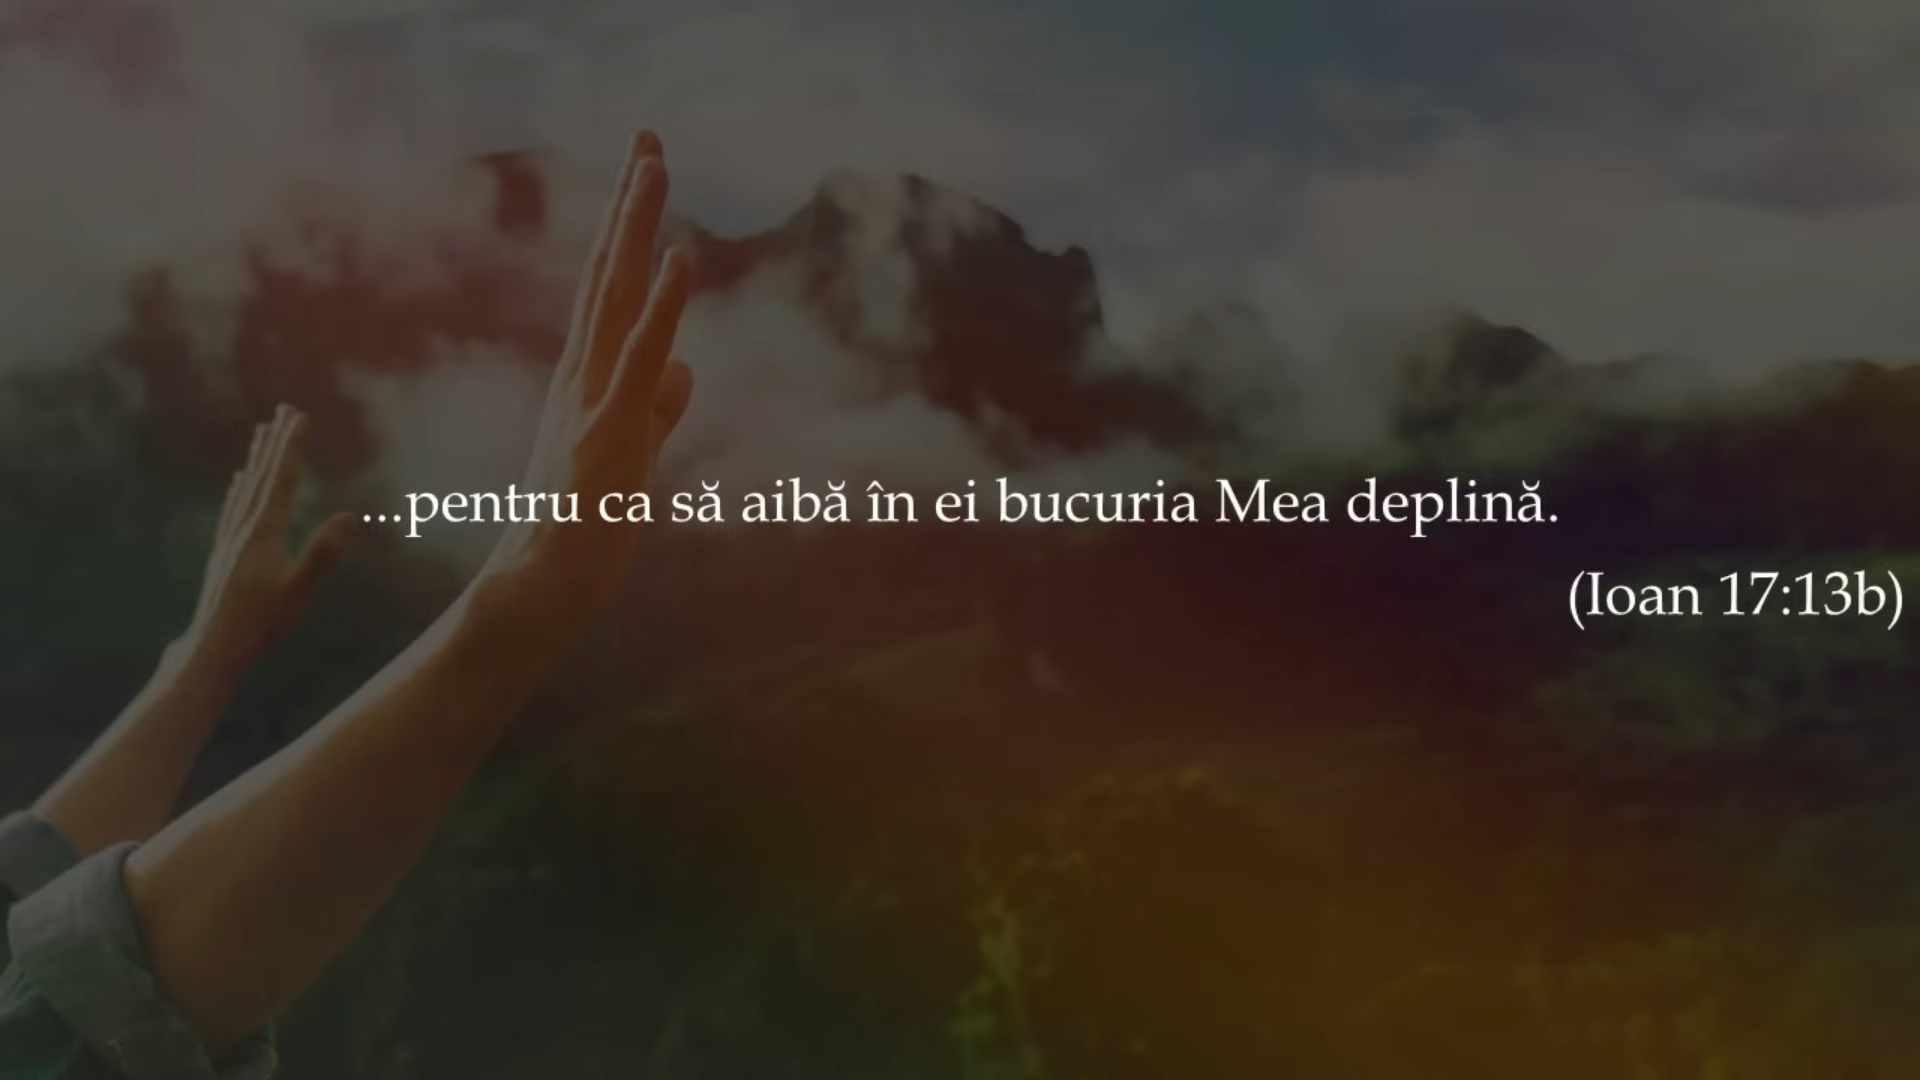 ...pentru ca să aibă în ei bucuria Mea deplină.
(Ioan 17:13b)